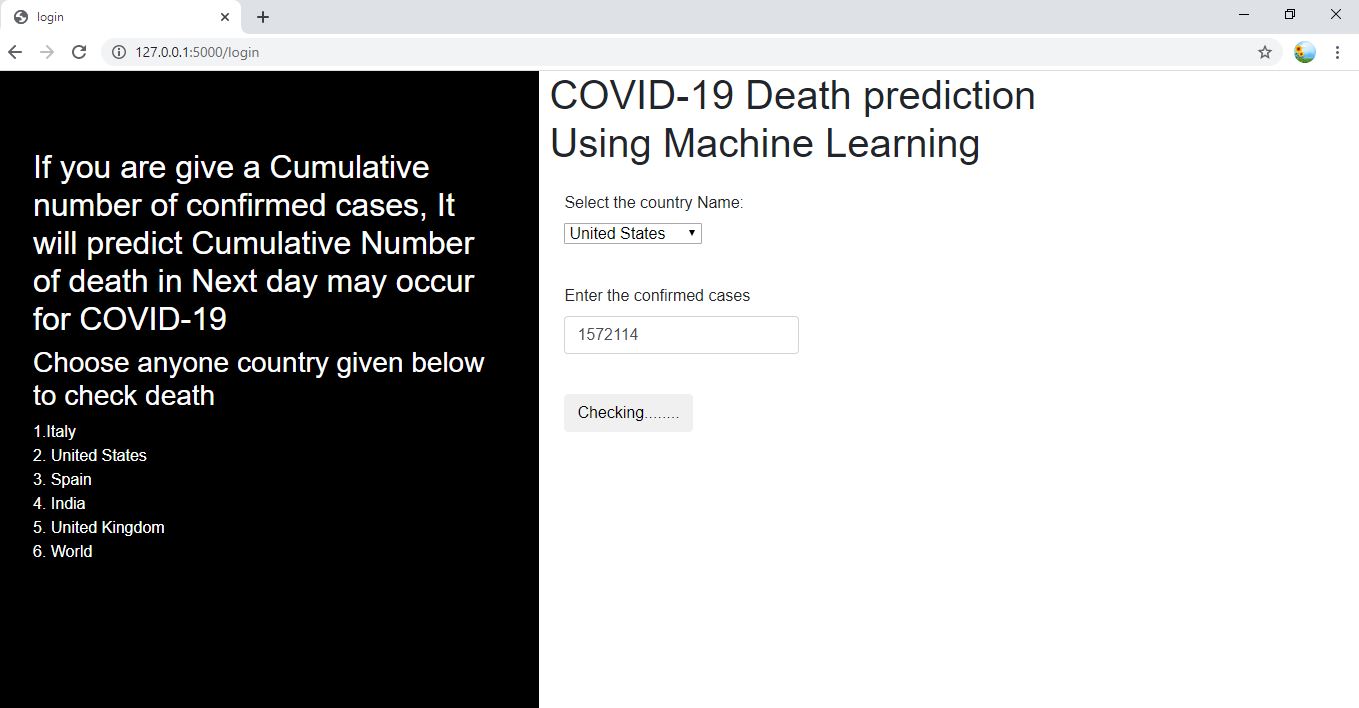 login
127.0.0.1:5000/login
If you are give a Cumulative
number of confirmed cases, It
will predict Cumulative Number
of death in Next day may occur
for COVID-19
Choose anyone country given below
to check death
1.Italy
2. United States
3. Spain
4. India
5. United Kingdom
6. World
COVID-19 Death prediction
Using Machine Learning
Select the country Name:
United States
Enter the confirmed cases
1572114
Checking........